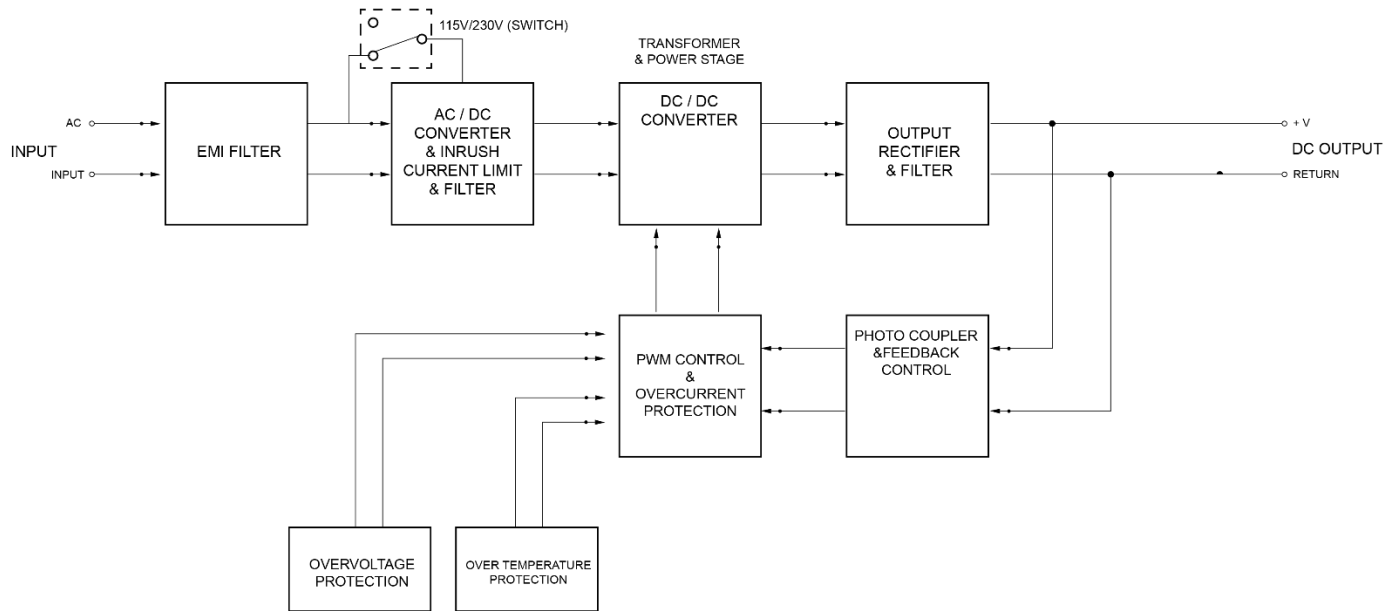 115V/230V (SWITCH)
TRANSFORMER
& POWER STAGE
AC
INPUT
INPUT
EMI FILTER
AC / DC
CONVERTER
& INRUSH
CURRENT LIMIT
& FILTER
DC / DC
CONVERTER
OUTPUT
RECTIFIER
& FILTER
+ V
DC OUTPUT
RETURN
PWM CONTROL
&
OVERCURRENT
PROTECTION
PHOTO COUPLER
&FEEDBACK
CONTROL
OVERVOLTAGE
PROTECTION
OVER TEMPERATURE
PROTECTION